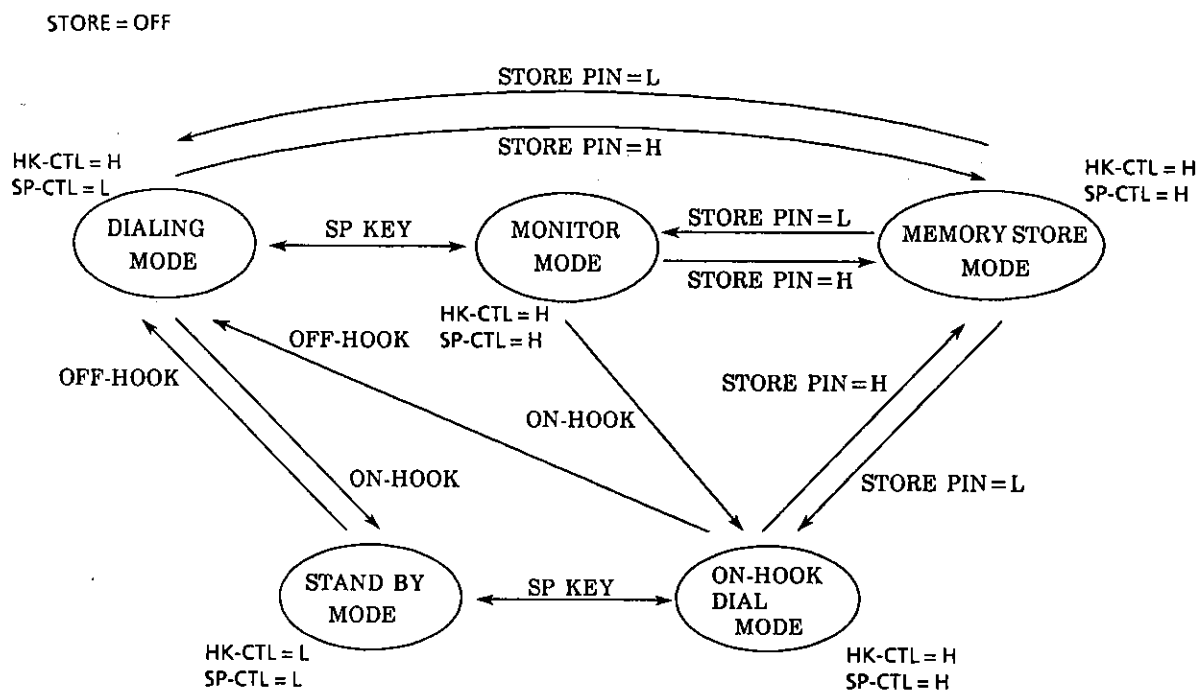 STORE = OFF
STORE PIN = L
STORE PIN = H
HK-CTL = H
SP-CTL = L
HK-CTL = H
SP-CTL = H
DIALING
MODE
SP KEY
MONITOR
MODE
STORE PIN = L
STORE PIN = H
MEMORY STORE
MODE
HK-CTL = H
SP-CTL = H
OFF-HOOK
OFF-HOOK
STORE PIN = H
ON-HOOK
ON-HOOK
STORE PIN = L
STAND BY
MODE
SP KEY
ON-HOOK
DIAL
MODE
HK-CTL = L
SP-CTL = L
HK-CTL = H
SP-CTL = H